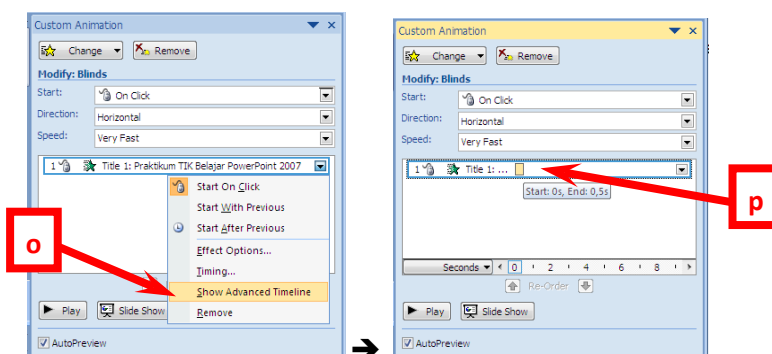 Custom Animation
Change
Remove
Modify: Blinds
Start:
On Click
Direction:
Horizontal
Speed:
Very Fast
1 Title 1: Praktikum TIK Belajar PowerPoint 2007
Start On Click
Start With Previous
Start After Previous
Effect Options...
Timing...
Show Advanced Timeline
Remove
o
Play
Slide Show
AutoPreview
Custom Animation
Change
Remove
Modify: Blinds
Start:
On Click
Direction:
Horizontal
Speed:
Very Fast
1 Title 1: ...
Start: 0s, End: 0,5s
p
Seconds 0 2 4 6 8
Re-Order
Play
Slide Show
AutoPreview